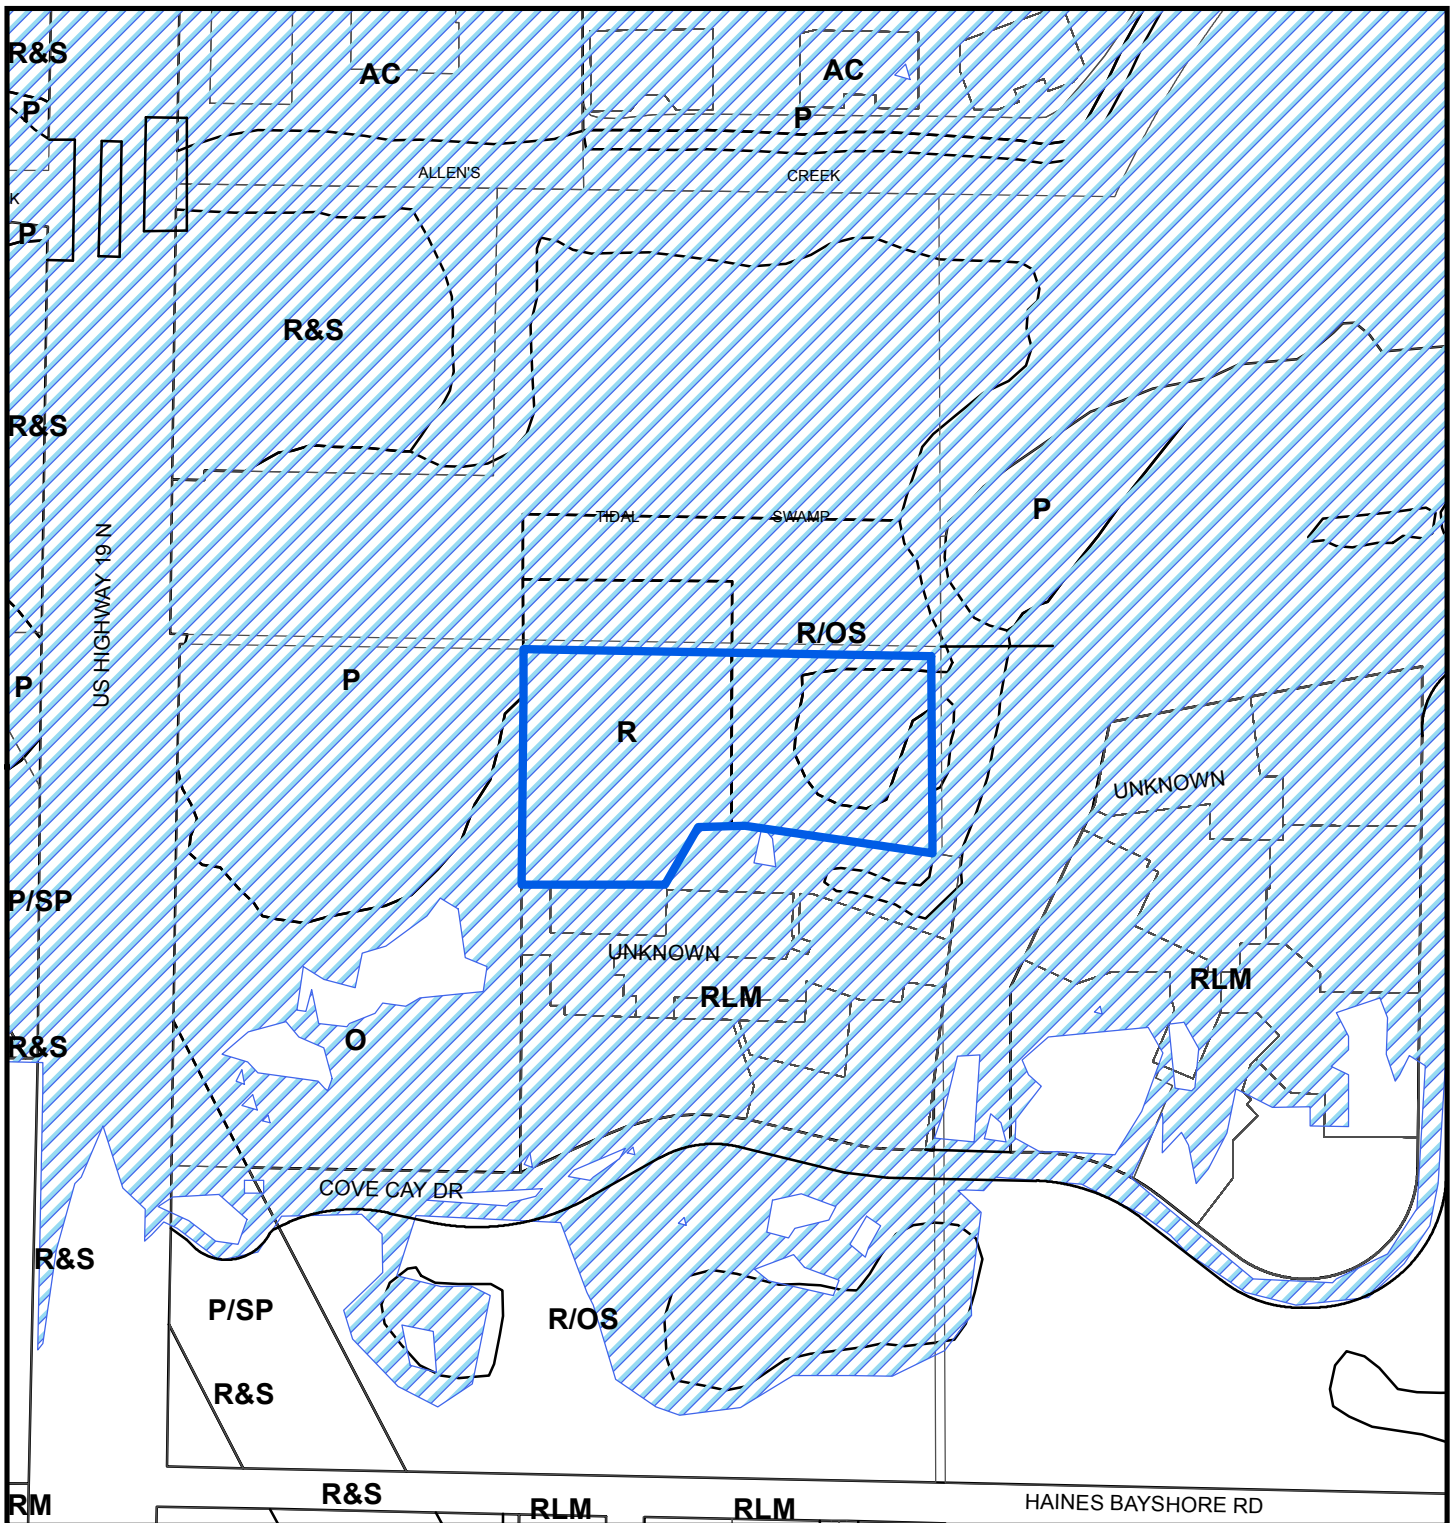 R&S
AC
AC
P
P
ALLEN'S
CREEK
K
P
R&S
R&S
TIDAL
SWAMP
P
US HIGHWAY 19 N
R/OS
P
P
R
UNKNOWN
P/SP
UNKNOWN
RLM
RLM
O
R&S
COVE CAY DR
R&S
P/SP
R/OS
R&S
R&S
RM
RLM
RLM
HAINES BAYSHORE RD